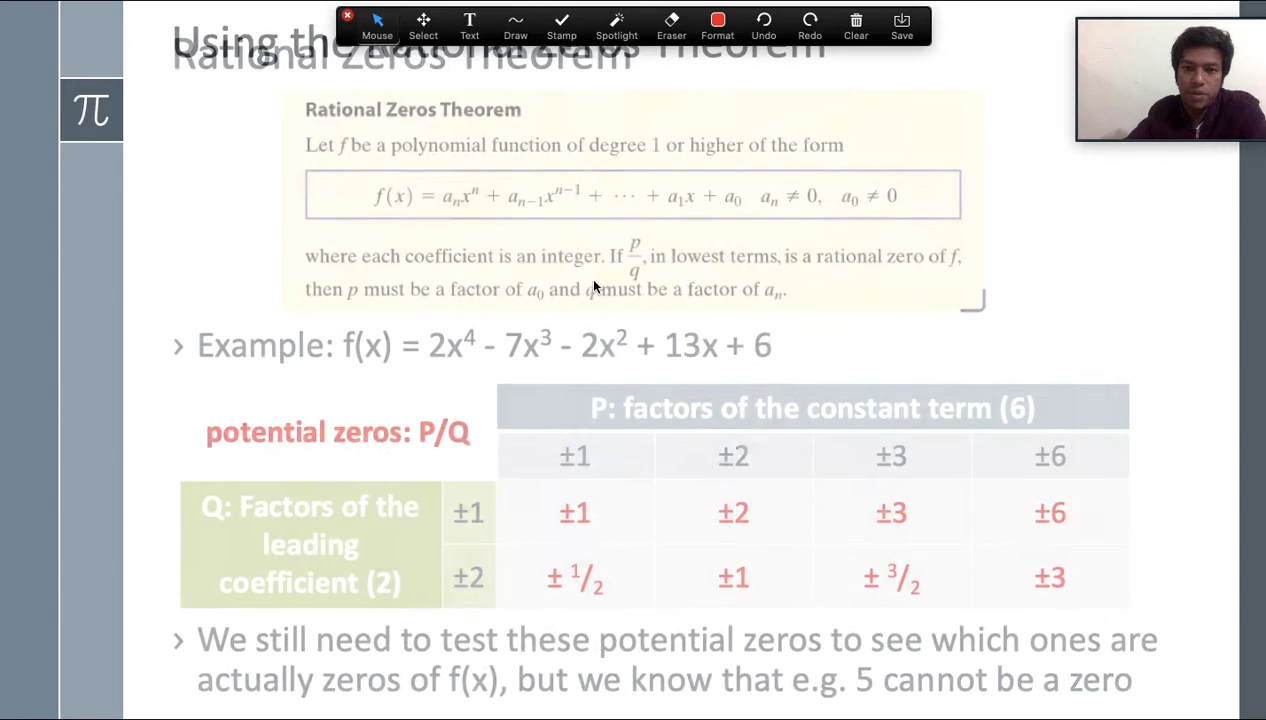 Mouse Select Text Draw Stamp Spotlight Eraser Format Undo Redo Clear Save
Using the Rational Zeros Theorem
Rational Zeros Theorem
π
Rational Zeros Theorem
Let f be a polynomial function of degree 1 or higher of the form
f(x) = aₙxⁿ + aₙ₋₁xⁿ⁻¹ + ⋯ + a₁x + a₀ aₙ ≠ 0, a₀ ≠ 0
where each coefficient is an integer. If p/q, in lowest terms, is a rational zero of f,
then p must be a factor of a₀ and q must be a factor of aₙ.
› Example: f(x) = 2x⁴ - 7x³ - 2x² + 13x + 6
P: factors of the constant term (6)
potential zeros: P/Q
±1 ±2 ±3 ±6
Q: Factors of the
leading
coefficient (2)
±1 ±1 ±2 ±3 ±6
±2 ± 1/2 ±1 ± 3/2 ±3
› We still need to test these potential zeros to see which ones are
actually zeros of f(x), but we know that e.g. 5 cannot be a zero